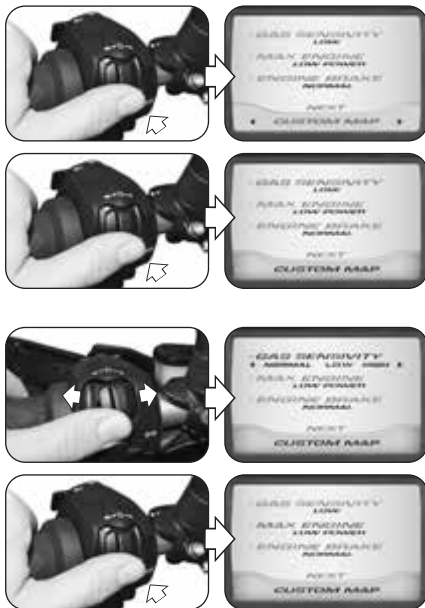 GAS SENSIVITY
LOW
MAX ENGINE
LOW POWER
ENGINE BRAKE
NORMAL
NEXT
CUSTOM MAP
GAS SENSIVITY
LOW
MAX ENGINE
LOW POWER
ENGINE BRAKE
NORMAL
NEXT
CUSTOM MAP
GAS SENSIVITY
NORMAL LOW HIGH
MAX ENGINE
LOW POWER
ENGINE BRAKE
NORMAL
NEXT
CUSTOM MAP
GAS SENSIVITY
LOW
MAX ENGINE
LOW POWER
ENGINE BRAKE
NORMAL
NEXT
CUSTOM MAP